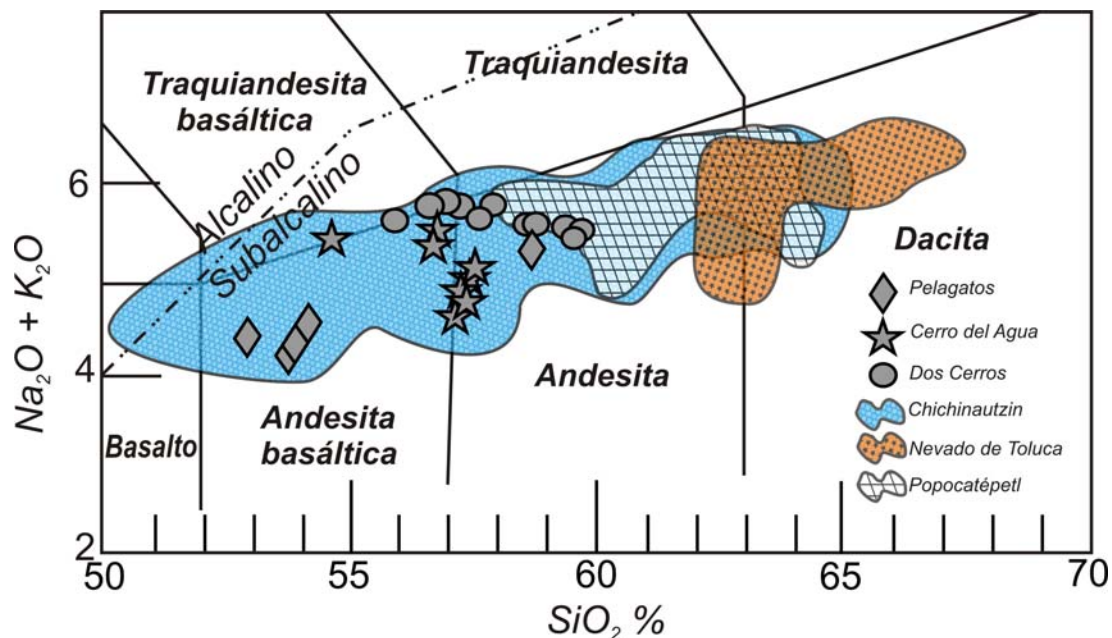 Traquiandesita
basáltica
Traquiandesita
Alcalino
Subalcalino
Dacita
Pelagatos
Cerro del Agua
Dos Cerros
Chichinautzin
Nevado de Toluca
Popocatépetl
Andesita
Andesita
basáltica
Basalto
Na₂O + K₂O
6
4
2
50
55
60
65
70
SiO₂ %